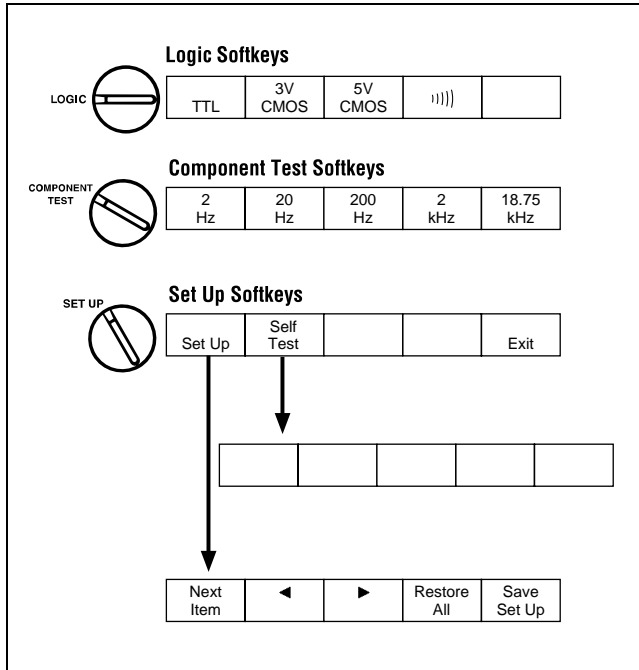 Logic Softkeys
LOGIC
TTL
3V
CMOS
5V
CMOS
Component Test Softkeys
COMPONENT
TEST
2
Hz
20
Hz
200
Hz
2
kHz
18.75
kHz
Set Up Softkeys
SET UP
Set Up
Self
Test
Exit
Next
Item
◄
►
Restore
All
Save
Set Up